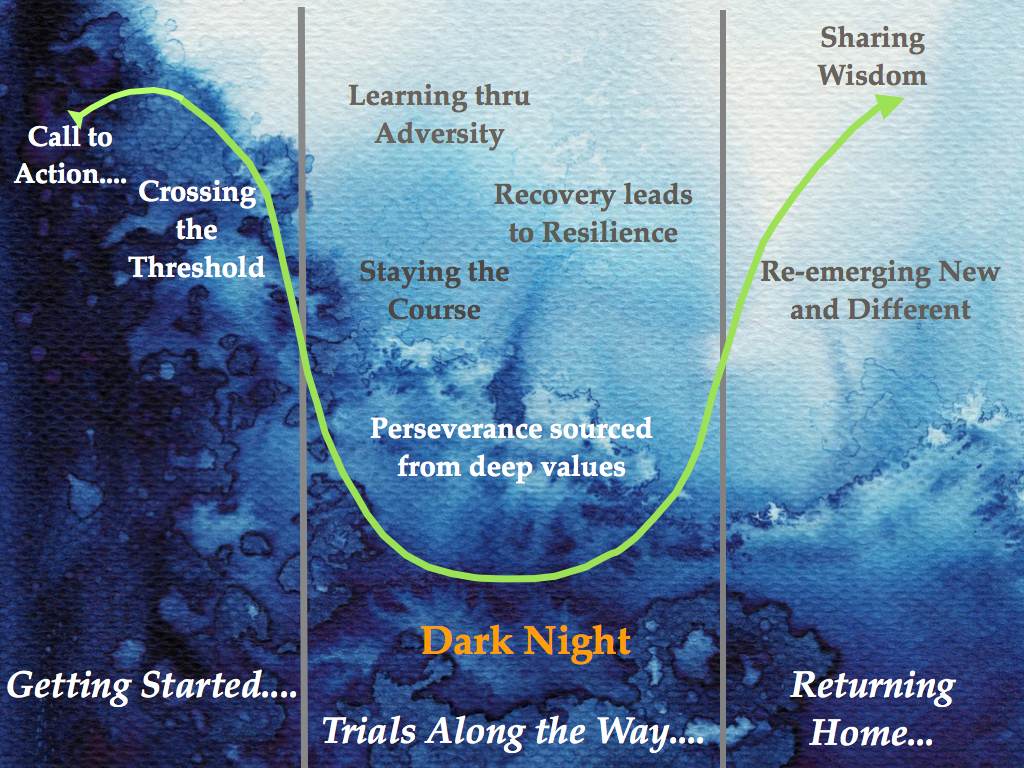 Call to
Action....
Crossing
the
Threshold
Getting Started....
Learning thru
Adversity
Recovery leads
to Resilience
Staying the
Course
Perseverance sourced
from deep values
Dark Night
Trials Along the Way....
Sharing
Wisdom
Re-emerging New
and Different
Returning
Home...